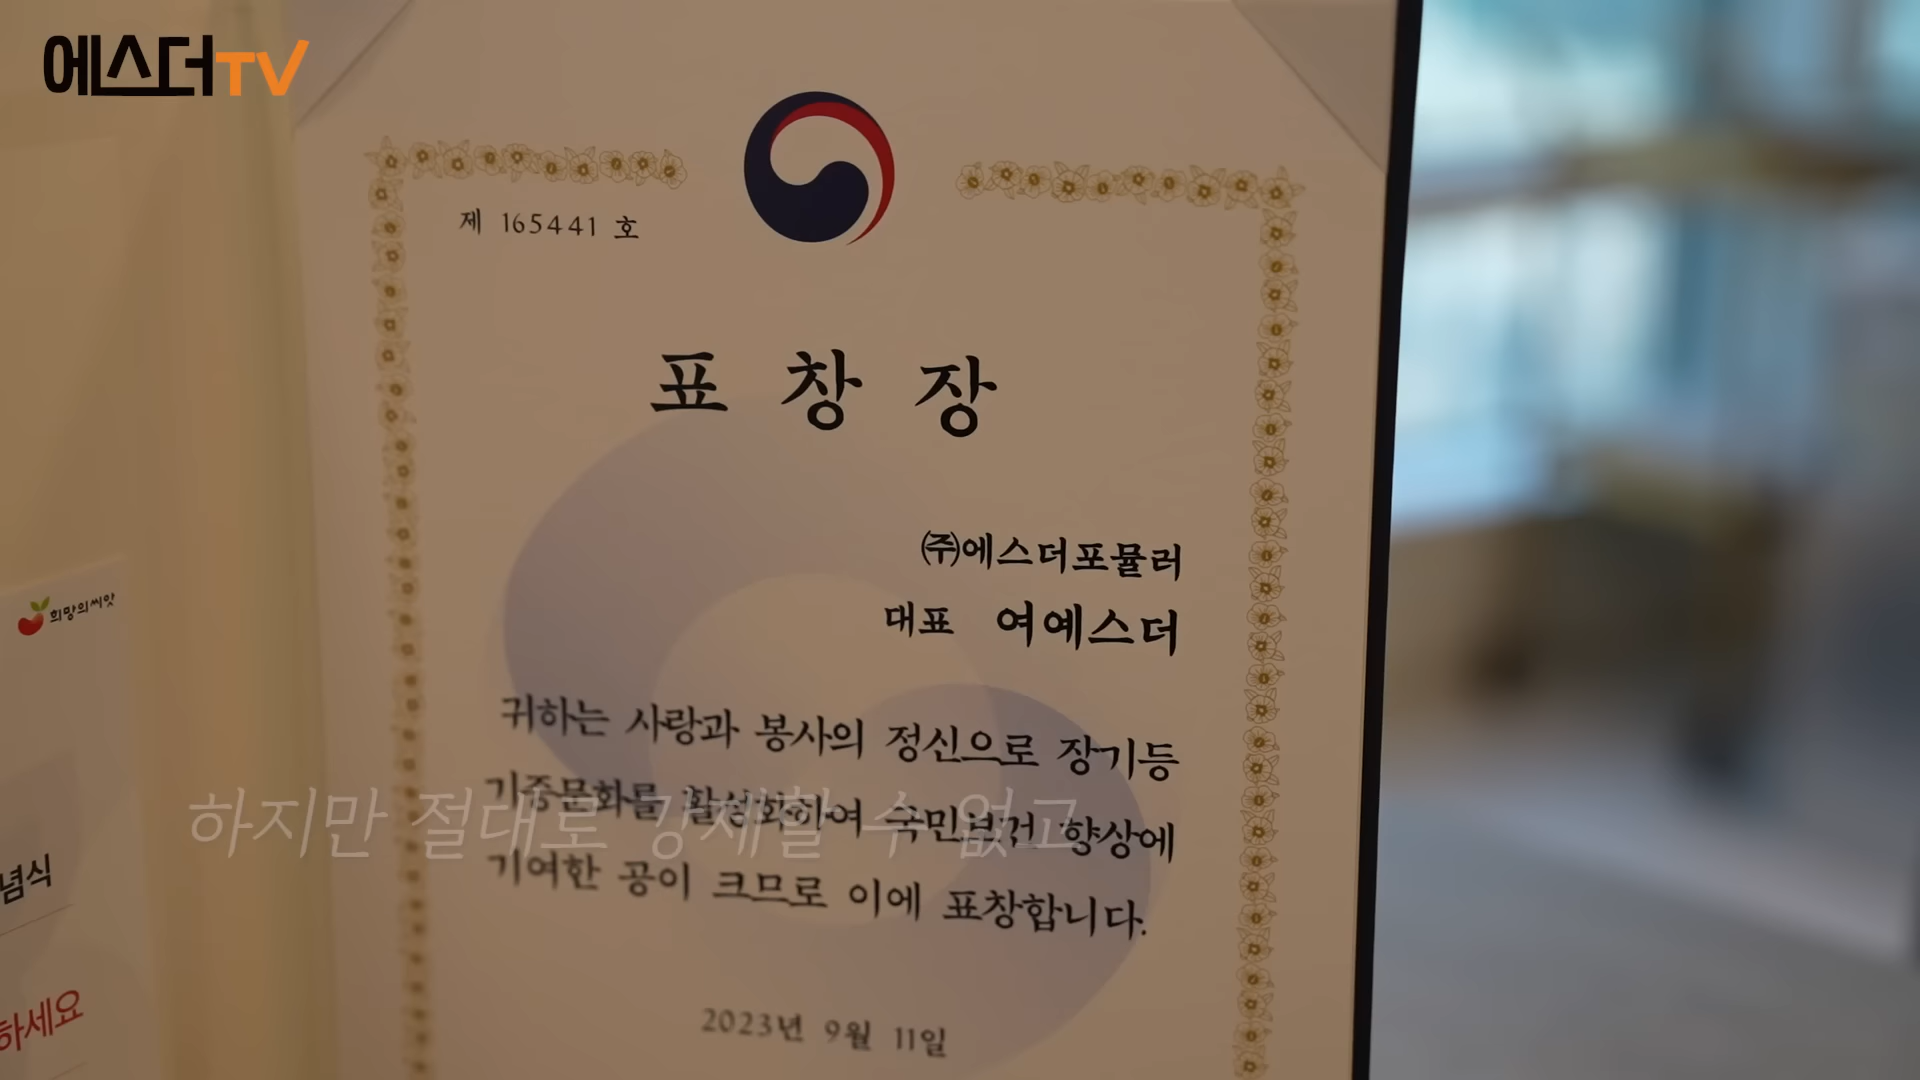 에스더TV
제 165441 호
표 창 장
㈜에스더포뮬러
대표 여예스더
귀하는 사랑과 봉사의 정신으로 장기등
기증문화를 활성화하여 국민보건 향상에
기여한 공이 크므로 이에 표창합니다.
2023년 9월 11일
하지만 절대로 강제할 수 없고
희망의씨앗
념식
하세요